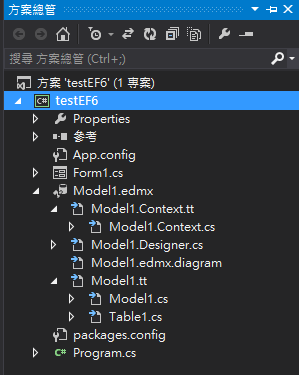 方案總管
搜尋 方案總管 (Ctrl+;)
方案 'testEF6' (1 專案)
C# testEF6
Properties
參考
App.config
Form1.cs
Model1.edmx
Model1.Context.tt
Model1.Context.cs
Model1.Designer.cs
Model1.edmx.diagram
Model1.tt
Model1.cs
Table1.cs
packages.config
C# Program.cs